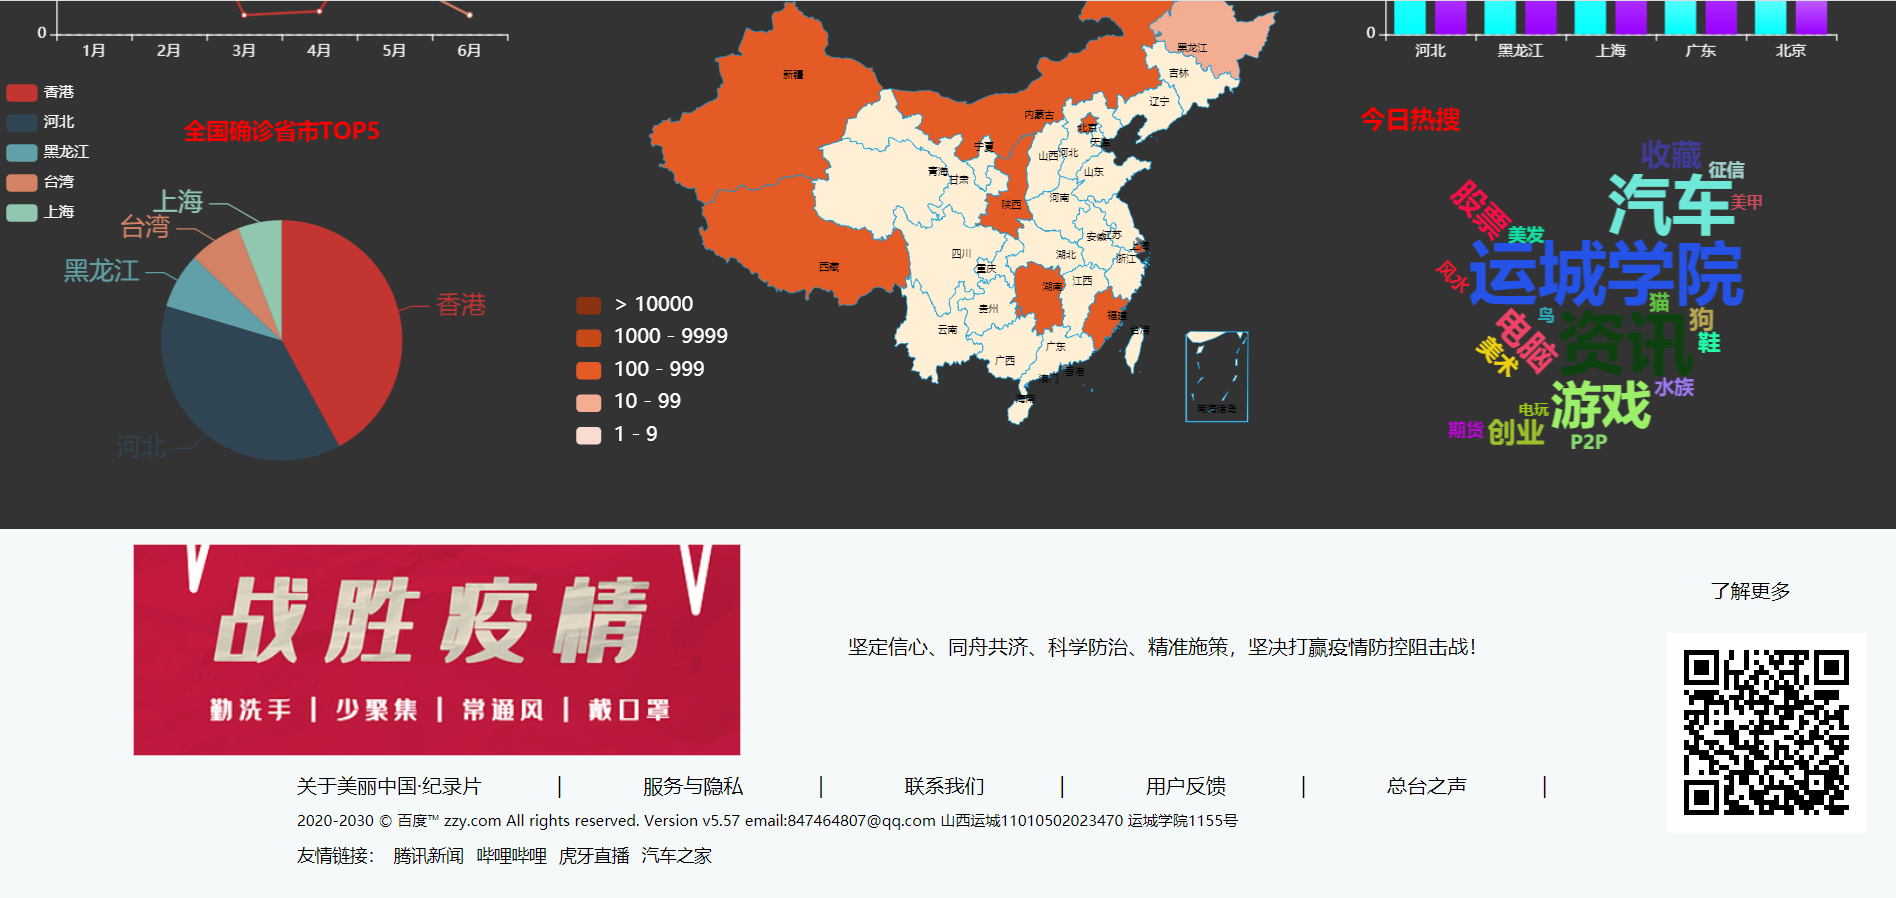 0
1月 2月 3月 4月 5月 6月
香港
河北
黑龙江
台湾
上海
全国确诊省市TOP5
上海
台湾
黑龙江
香港
河北
> 10000
1000 - 9999
100 - 999
10 - 99
1 - 9
黑龙江
吉林
新疆
辽宁
内蒙古
北京
天津
宁夏
山西
河北
青海
甘肃
山东
河南
陕西
安徽
江苏
上海
四川
湖北
浙江
西藏
重庆
江西
湖南
贵州
福建
云南
台湾
广东
广西
香港
澳门
海南
南海诸岛
0
河北 黑龙江 上海 广东 北京
今日热搜
收藏
征信
汽车
美甲
股票
美发
运城学院
风水
猫
鸟
狗
电脑
资讯
鞋
美术
水族
游戏
电玩
期货
创业
P2P
战胜疫情
勤洗手 | 少聚集 | 常通风 | 戴口罩
坚定信心、同舟共济、科学防治、精准施策，坚决打赢疫情防控阻击战！
了解更多
关于美丽中国·纪录片 | 服务与隐私 | 联系我们 | 用户反馈 | 总台之声 |
2020-2030 © 百度™ zzy.com All rights reserved. Version v5.57 email:847464807@qq.com 山西运城11010502023470 运城学院1155号
友情链接： 腾讯新闻 哔哩哔哩 虎牙直播 汽车之家